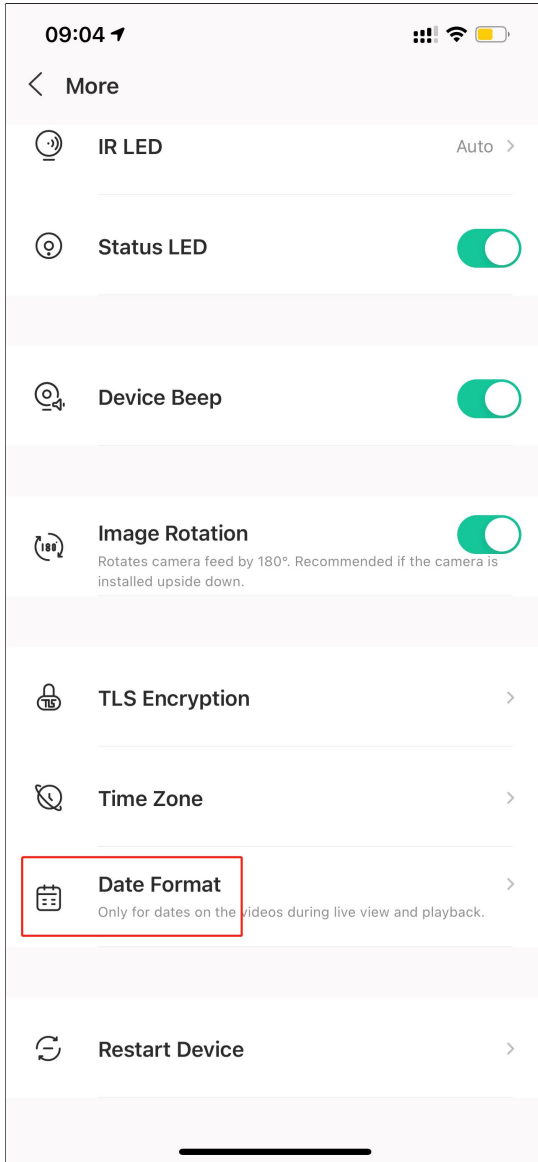 09:04
More
IR LED
Auto
Status LED
Device Beep
180°
Image Rotation
Rotates camera feed by 180°. Recommended if the camera is
installed upside down.
TLS
TLS Encryption
Time Zone
Date Format
Only for dates on the videos during live view and playback.
Restart Device